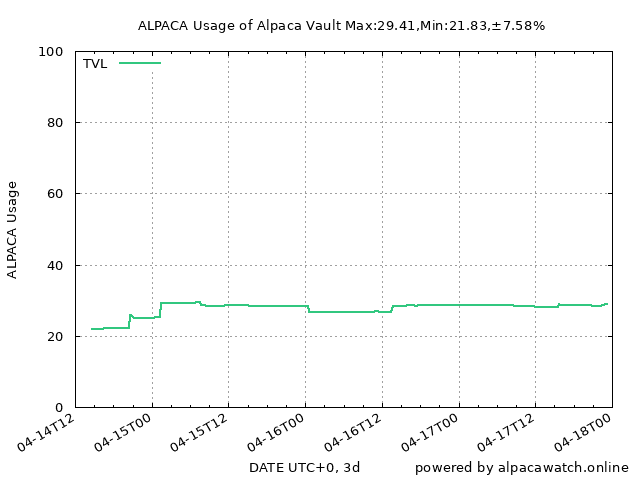 ALPACA Usage of Alpaca Vault Max:29.41,Min:21.83,±7.58%
TVL
100
80
60
40
20
0
ALPACA Usage
04-14T12
04-15T00
04-15T12
04-16T00
04-16T12
04-17T00
04-17T12
04-18T00
DATE UTC+0, 3d
powered by alpacawatch.online